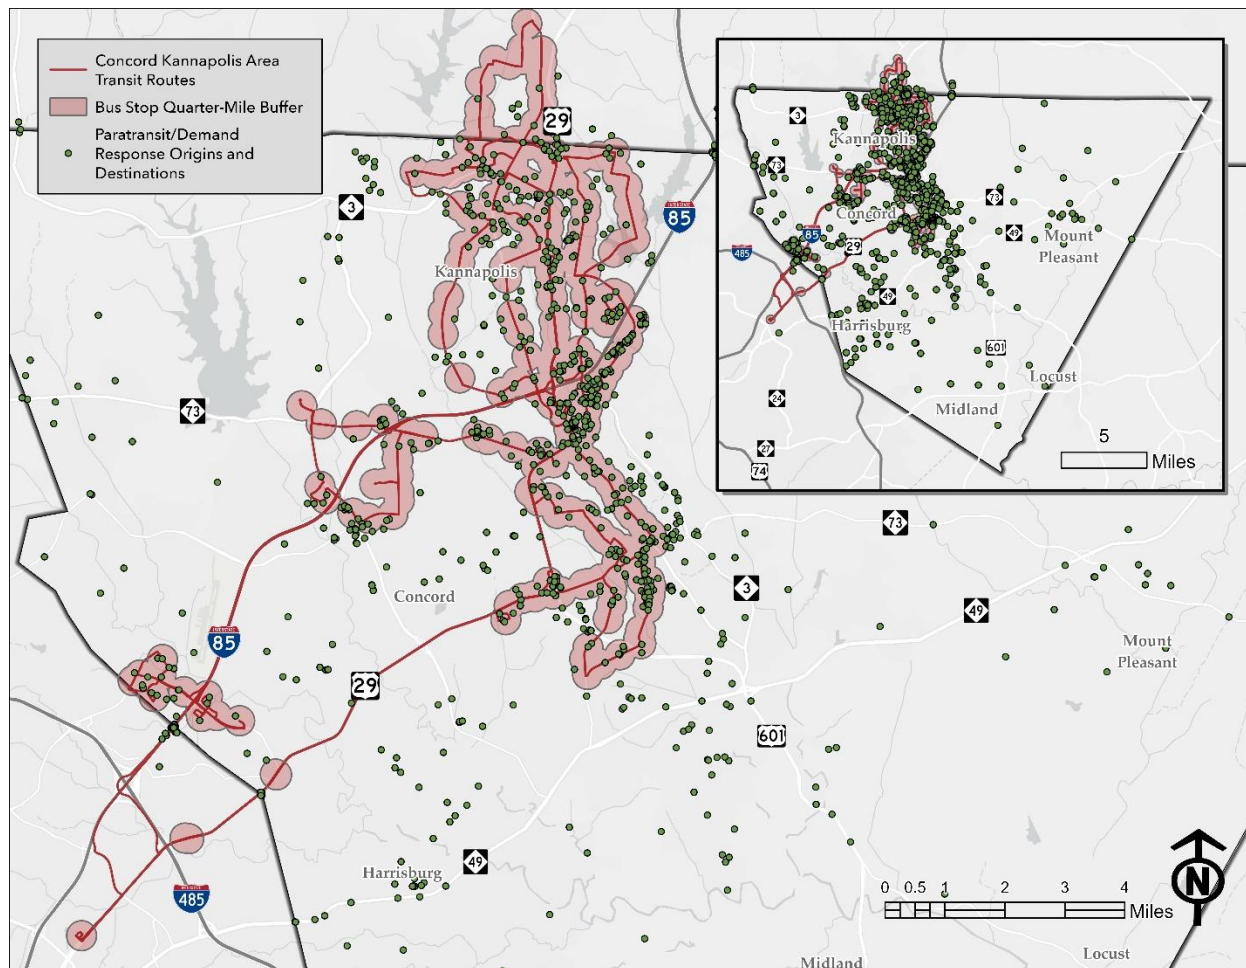 Concord Kannapolis Area
Transit Routes
Bus Stop Quarter-Mile Buffer
Paratransit/Demand
Response Origins and
Destinations
29
3
85
Kannapolis
73
Concord
85
29
73
3
49
Mount
Pleasant
601
Harrisburg
49
485
0 0.5 1 2 3 4
Miles
N
Midland
Locust
3
Kannapolis
73
73
Concord
49
Mount
Pleasant
85
29
485
49
Harrisburg
601
Locust
24
Midland
27
74
5
Miles